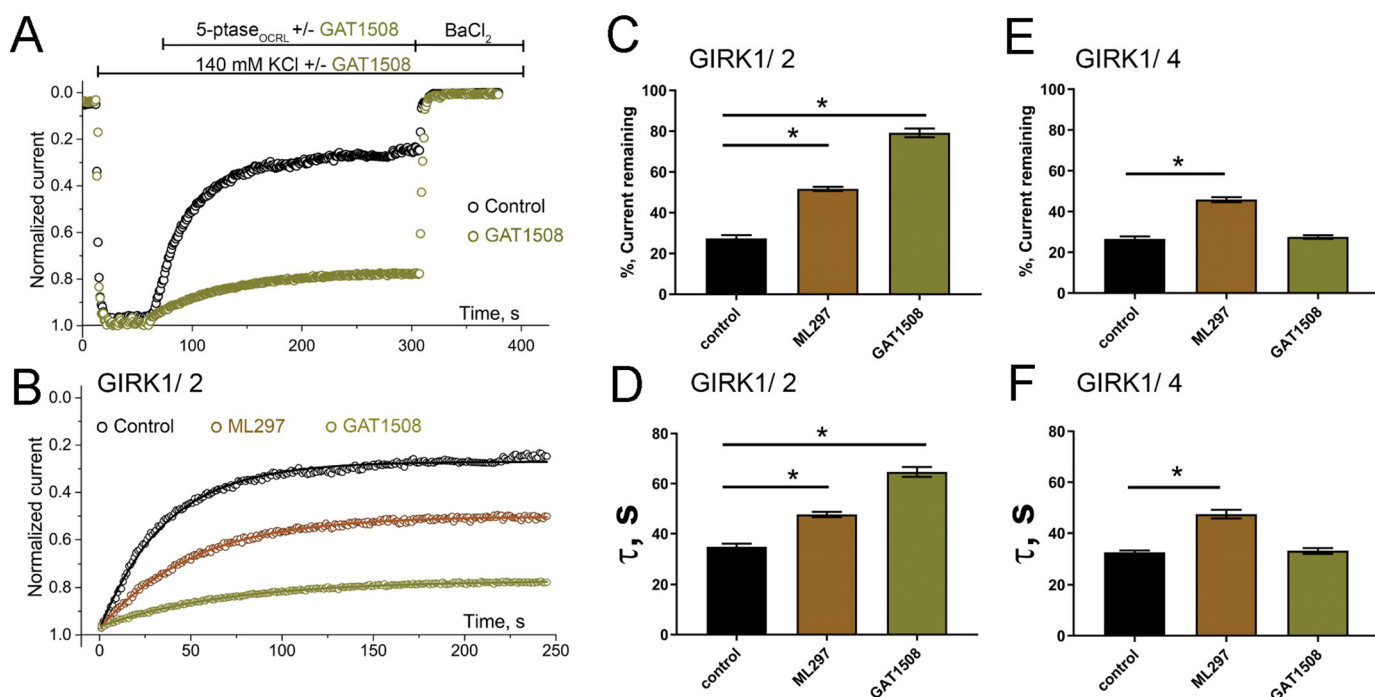 A
5-ptaseOCRL +/- GAT1508
BaCl2
140 mM KCl +/- GAT1508
Normalized current
0.0
0.2
0.4
0.6
0.8
1.0
Control
GAT1508
Time, s
0
100
200
300
400
B
GIRK1/ 2
Control
ML297
GAT1508
Normalized current
0.0
0.2
0.4
0.6
0.8
1.0
Time, s
0
50
100
150
200
250
C
GIRK1/ 2
%, Current remaining
100
80
60
40
20
0
*
*
control
ML297
GAT1508
D
GIRK1/ 2
τ, s
80
60
40
20
0
*
*
control
ML297
GAT1508
E
GIRK1/ 4
%, Current remaining
100
80
60
40
20
0
*
control
ML297
GAT1508
F
GIRK1/ 4
τ, s
80
60
40
20
0
*
control
ML297
GAT1508